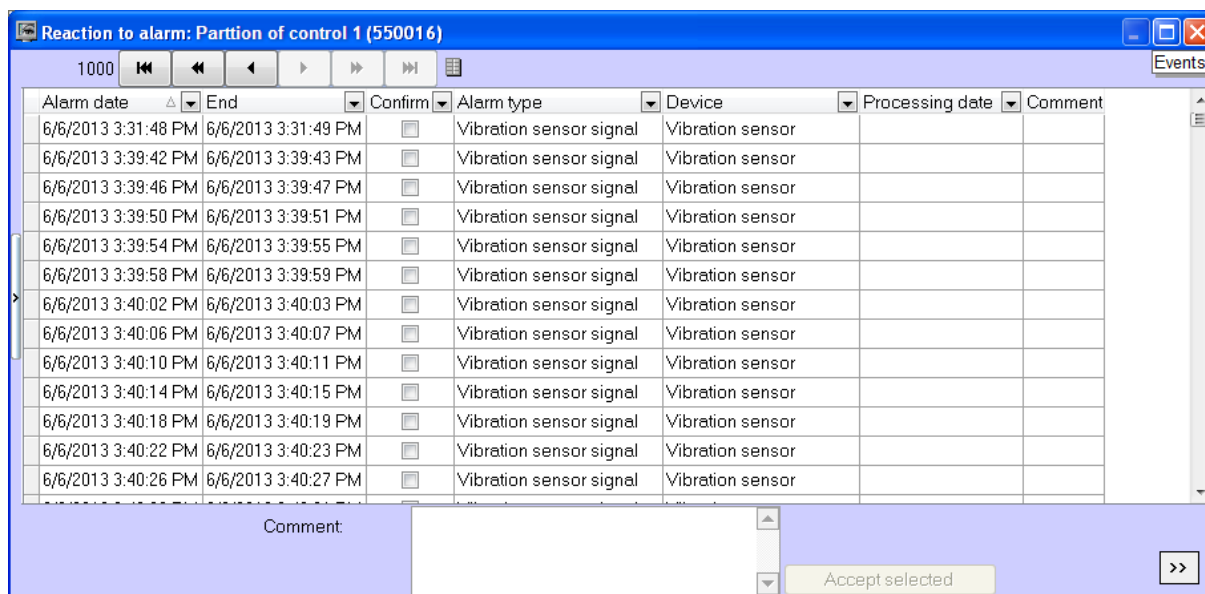 Reaction to alarm: Parttion of control 1 (550016)
1000
Events
Alarm date End Confirm Alarm type Device Processing date Comment
6/6/2013 3:31:48 PM 6/6/2013 3:31:49 PM Vibration sensor signal Vibration sensor
6/6/2013 3:39:42 PM 6/6/2013 3:39:43 PM Vibration sensor signal Vibration sensor
6/6/2013 3:39:46 PM 6/6/2013 3:39:47 PM Vibration sensor signal Vibration sensor
6/6/2013 3:39:50 PM 6/6/2013 3:39:51 PM Vibration sensor signal Vibration sensor
6/6/2013 3:39:54 PM 6/6/2013 3:39:55 PM Vibration sensor signal Vibration sensor
6/6/2013 3:39:58 PM 6/6/2013 3:39:59 PM Vibration sensor signal Vibration sensor
6/6/2013 3:40:02 PM 6/6/2013 3:40:03 PM Vibration sensor signal Vibration sensor
6/6/2013 3:40:06 PM 6/6/2013 3:40:07 PM Vibration sensor signal Vibration sensor
6/6/2013 3:40:10 PM 6/6/2013 3:40:11 PM Vibration sensor signal Vibration sensor
6/6/2013 3:40:14 PM 6/6/2013 3:40:15 PM Vibration sensor signal Vibration sensor
6/6/2013 3:40:18 PM 6/6/2013 3:40:19 PM Vibration sensor signal Vibration sensor
6/6/2013 3:40:22 PM 6/6/2013 3:40:23 PM Vibration sensor signal Vibration sensor
6/6/2013 3:40:26 PM 6/6/2013 3:40:27 PM Vibration sensor signal Vibration sensor
Comment:
Accept selected
>>